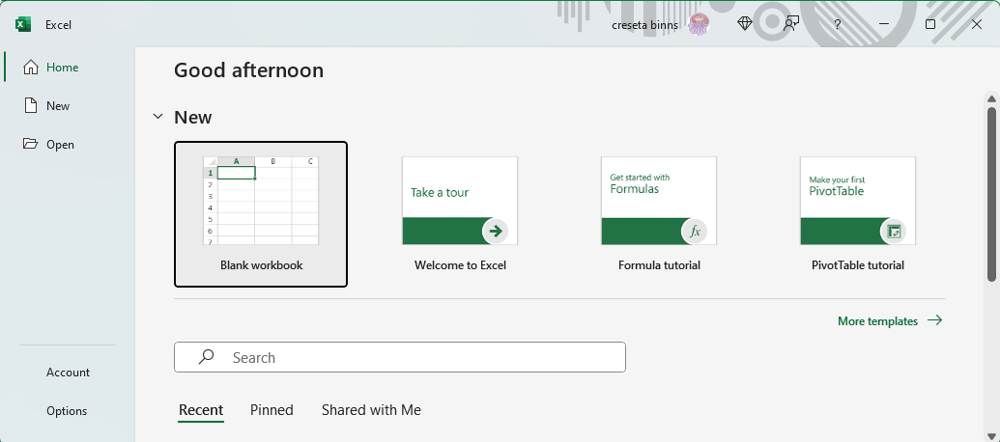 Excel
creseta binns
?
Home
New
Open
Account
Options
Good afternoon
New
A B C
1
2
3
4
5
6
7
Blank workbook
Take a tour
Welcome to Excel
Get started with
Formulas
fx
Formula tutorial
Make your first
PivotTable
PivotTable tutorial
More templates
Search
Recent Pinned Shared with Me